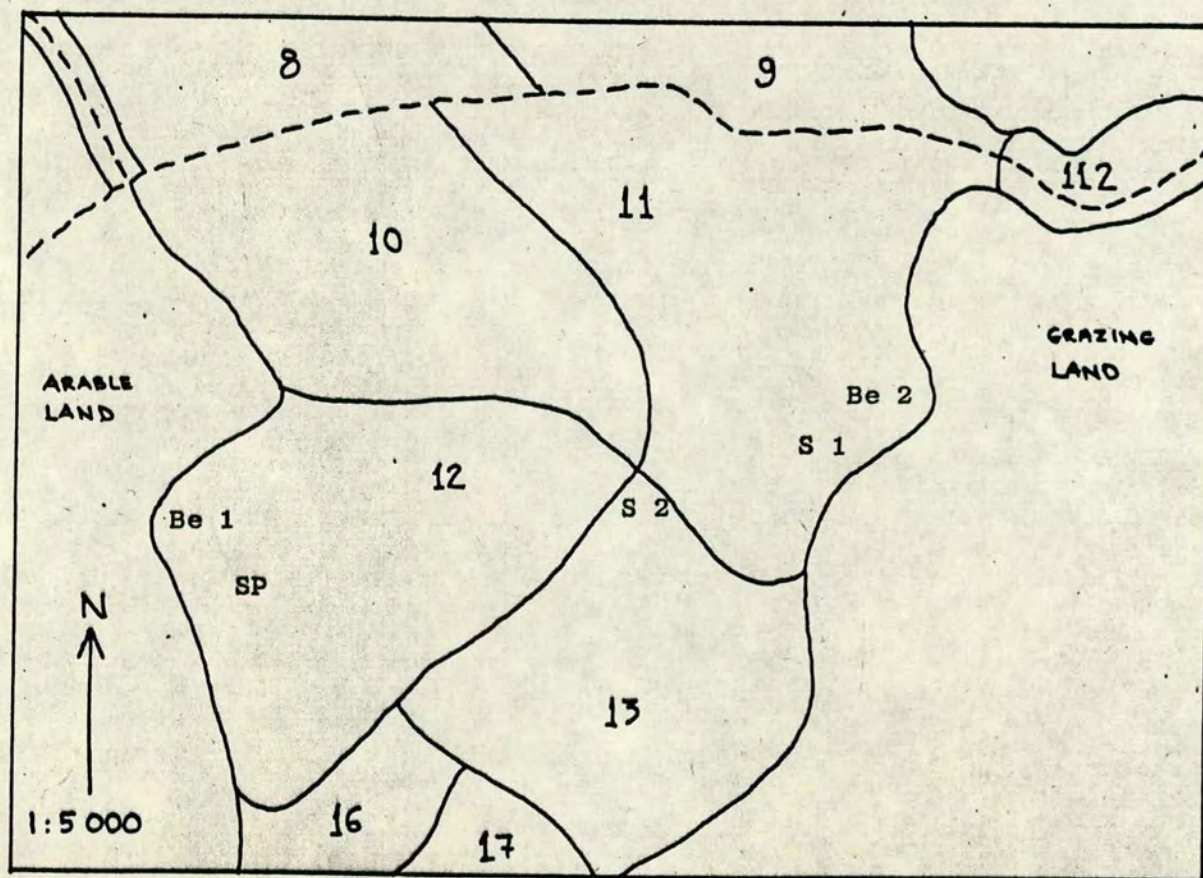 8
9
112
11
10
GRAZING
LAND
ARABLE
LAND
Be 2
S 1
12
S 2
Be 1
SP
N
13
1:5 000
16
17